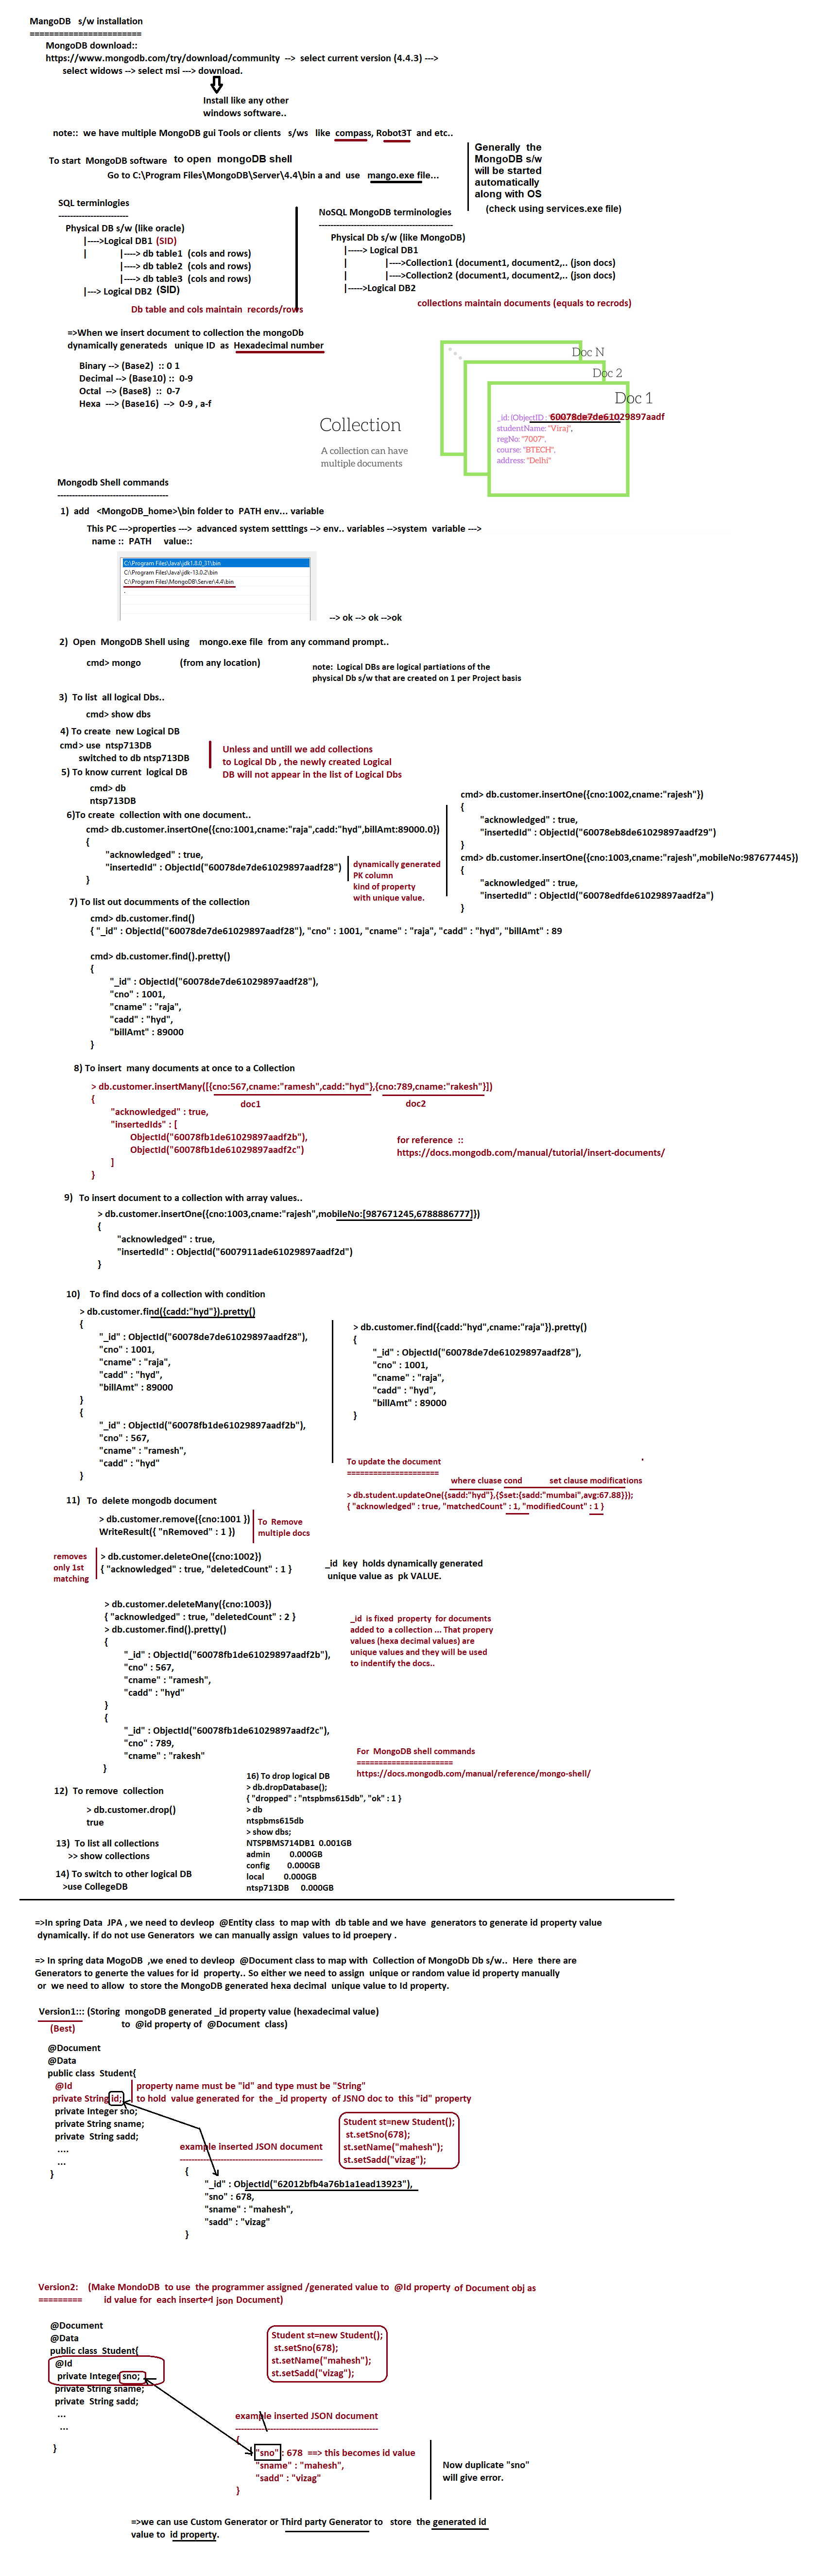 MangoDB s/w installation
=======================
MongoDB download::
https://www.mongodb.com/try/download/community --> select current version (4.4.3) --->
select widows --> select msi ---> download.
Install like any other
windows software..
note:: we have multiple MongoDB gui Tools or clients s/ws like compass, Robot3T and etc..
To start MongoDB software to open mongoDB shell
Go to C:\Program Files\MongoDB\Server\4.4\bin a and use mango.exe file...
Generally the
MongoDB s/w
will be started
automatically
along with OS
(check using services.exe file)
SQL terminlogies
------------------------
Physical DB s/w (like oracle)
|---->Logical DB1 (SID)
| |----> db table1 (cols and rows)
|----> db table2 (cols and rows)
|----> db table3 (cols and rows)
|---> Logical DB2 (SID)
Db table and cols maintain records/rows
NoSQL MongoDB terminologies
----------------------------------------------
Physical Db s/w (like MongoDB)
|-----> Logical DB1
| |---->Collection1 (document1, document2,.. (json docs)
| |---->Collection2 (document1, document2,.. (json docs)
|----->Logical DB2
collections maintain documents (equals to recrods)
=>When we insert document to collection the mongoDb
dynamically generateds unique ID as Hexadecimal number
Binary --> (Base2) :: 0 1
Decimal --> (Base10) :: 0-9
Octal --> (Base8) :: 0-7
Hexa ---> (Base16) --> 0-9 , a-f
Collection
A collection can have
multiple documents
Doc N
Doc 2
Doc 1
_id: (ObjectID : 60078de7de61029897aadf
studentName: "Viraj",
regNo: "7007",
course: "BTECH",
address: "Delhi"
Mongodb Shell commands
--------------------------------------
1) add <MongoDB_home>\bin folder to PATH env... variable
This PC --->properties ---> advanced system setttings --> env.. variables -->system variable --->
name :: PATH value::
C:\Program Files\Java\jdk1.8.0_31\bin
C:\Program Files\Java\jdk-13.0.2\bin
C:\Program Files\MongoDB\Server\4.4\bin
--> ok --> ok -->ok
2) Open MongoDB Shell using mongo.exe file from any command prompt..
cmd> mongo (from any location)
note: Logical DBs are logical partiations of the
physical Db s/w that are created on 1 per Project basis
3) To list all logical Dbs..
cmd> show dbs
4) To create new Logical DB
cmd> use ntsp713DB
switched to db ntsp713DB
Unless and untill we add collections
to Logical Db , the newly created Logical
DB will not appear in the list of Logical Dbs
5) To know current logical DB
cmd> db
ntsp713DB
6)To create collection with one document..
cmd> db.customer.insertOne({cno:1001,cname:"raja",cadd:"hyd",billAmt:89000.0})
{
"acknowledged" : true,
"insertedId" : ObjectId("60078de7de61029897aadf28")
}
dynamically generated
PK column
kind of property
with unique value.
cmd> db.customer.insertOne({cno:1002,cname:"rajesh"})
{
"acknowledged" : true,
"insertedId" : ObjectId("60078eb8de61029897aadf29")
}
cmd> db.customer.insertOne({cno:1003,cname:"rajesh",mobileNo:987677445})
{
"acknowledged" : true,
"insertedId" : ObjectId("60078edfde61029897aadf2a")
}
7) To list out documments of the collection
cmd> db.customer.find()
{ "_id" : ObjectId("60078de7de61029897aadf28"), "cno" : 1001, "cname" : "raja", "cadd" : "hyd", "billAmt" : 89
cmd> db.customer.find().pretty()
{
"_id" : ObjectId("60078de7de61029897aadf28"),
"cno" : 1001,
"cname" : "raja",
"cadd" : "hyd",
"billAmt" : 89000
}
8) To insert many documents at once to a Collection
> db.customer.insertMany([{cno:567,cname:"ramesh",cadd:"hyd"},{cno:789,cname:"rakesh"}])
doc1 doc2
{
"acknowledged" : true,
"insertedIds" : [
ObjectId("60078fb1de61029897aadf2b"),
ObjectId("60078fb1de61029897aadf2c")
]
}
for reference ::
https://docs.mongodb.com/manual/tutorial/insert-documents/
9) To insert document to a collection with array values..
> db.customer.insertOne({cno:1003,cname:"rajesh",mobileNo:[987671245,6788886777]})
{
"acknowledged" : true,
"insertedId" : ObjectId("6007911ade61029897aadf2d")
}
10) To find docs of a collection with condition
> db.customer.find({cadd:"hyd"}).pretty()
{
"_id" : ObjectId("60078de7de61029897aadf28"),
"cno" : 1001,
"cname" : "raja",
"cadd" : "hyd",
"billAmt" : 89000
}
{
"_id" : ObjectId("60078fb1de61029897aadf2b"),
"cno" : 567,
"cname" : "ramesh",
"cadd" : "hyd"
}
> db.customer.find({cadd:"hyd",cname:"raja"}).pretty()
{
"_id" : ObjectId("60078de7de61029897aadf28"),
"cno" : 1001,
"cname" : "raja",
"cadd" : "hyd",
"billAmt" : 89000
}
To update the document
=====================
where cluase cond set clause modifications
> db.student.updateOne({sadd:"hyd"},{$set:{sadd:"mumbai",avg:67.88}});
{ "acknowledged" : true, "matchedCount" : 1, "modifiedCount" : 1 }
11) To delete mongodb document
> db.customer.remove({cno:1001 })
WriteResult({ "nRemoved" : 1 })
To Remove
multiple docs
removes
only 1st
matching
> db.customer.deleteOne({cno:1002})
{ "acknowledged" : true, "deletedCount" : 1 }
_id key holds dynamically generated
unique value as pk VALUE.
> db.customer.deleteMany({cno:1003})
{ "acknowledged" : true, "deletedCount" : 2 }
> db.customer.find().pretty()
{
"_id" : ObjectId("60078fb1de61029897aadf2b"),
"cno" : 567,
"cname" : "ramesh",
"cadd" : "hyd"
}
{
"_id" : ObjectId("60078fb1de61029897aadf2c"),
"cno" : 789,
"cname" : "rakesh"
}
_id is fixed property for documents
added to a collection ... That propery
values (hexa decimal values) are
unique values and they will be used
to indentify the docs..
For MongoDB shell commands
======================
https://docs.mongodb.com/manual/reference/mongo-shell/
12) To remove collection
> db.customer.drop()
true
13) To list all collections
>> show collections
14) To switch to other logical DB
>use CollegeDB
16) To drop logical DB
> db.dropDatabase();
{ "dropped" : "ntspbms615db", "ok" : 1 }
> db
ntspbms615db
> show dbs;
NTSPBMS714DB1 0.001GB
admin 0.000GB
config 0.000GB
local 0.000GB
ntsp713DB 0.000GB
=>In spring Data JPA , we need to devleop @Entity class to map with db table and we have generators to generate id property value
dynamically. if do not use Generators we can manually assign values to id proepery .
=> In spring data MogoDB ,we ened to devleop @Document class to map with Collection of MongoDb Db s/w.. Here there are
Generators to generte the values for id property.. So either we need to assign unique or random value id property manually
or we need to allow to store the MongoDB generated hexa decimal unique value to Id property.
Version1::: (Storing mongoDB generated _id property value (hexadecimal value)
(Best) to @id property of @Document class)
@Document
@Data
public class Student{
@Id
private String id;
private Integer sno;
private String sname;
private String sadd;
....
...
}
property name must be "id" and type must be "String"
to hold value generated for the _id property of JSNO doc to this "id" property
Student st=new Student();
st.setSno(678);
st.setName("mahesh");
st.setSadd("vizag");
example inserted JSON document
------------------------------------------------
{
"_id" : ObjectId("62012bfb4a76b1a1ead13923"),
"sno" : 678,
"sname" : "mahesh",
"sadd" : "vizag"
}
Version2: (Make MondoDB to use the programmer assigned /generated value to @Id property of Document obj as
========= id value for each inserted json Document)
@Document
@Data
public class Student{
@Id
private Integer sno;
private String sname;
private String sadd;
...
...
}
Student st=new Student();
st.setSno(678);
st.setName("mahesh");
st.setSadd("vizag");
example inserted JSON document
------------------------------------------------
{
"sno" : 678 ==> this becomes id value
"sname" : "mahesh",
"sadd" : "vizag"
}
Now duplicate "sno"
will give error.
=>we can use Custom Generator or Third party Generator to store the generated id
value to id property.